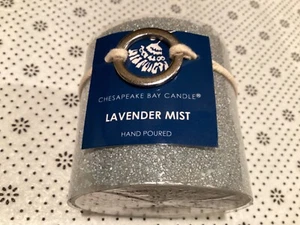 CHESAPEAKE BAY CANDLE®
LAVENDER MIST
HAND POURED